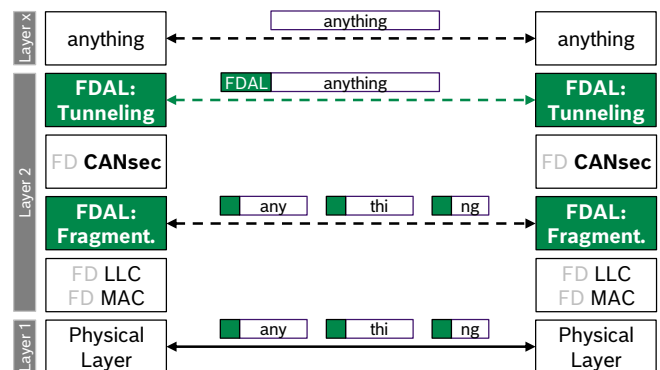 Layer x
anything
anything
anything
Layer 2
FDAL:
Tunneling
FDAL
anything
FDAL:
Tunneling
FD CANsec
FD CANsec
FDAL:
Fragment.
any
thi
ng
FDAL:
Fragment.
FD LLC
FD MAC
FD LLC
FD MAC
Layer 1
Physical
Layer
any
thi
ng
Physical
Layer